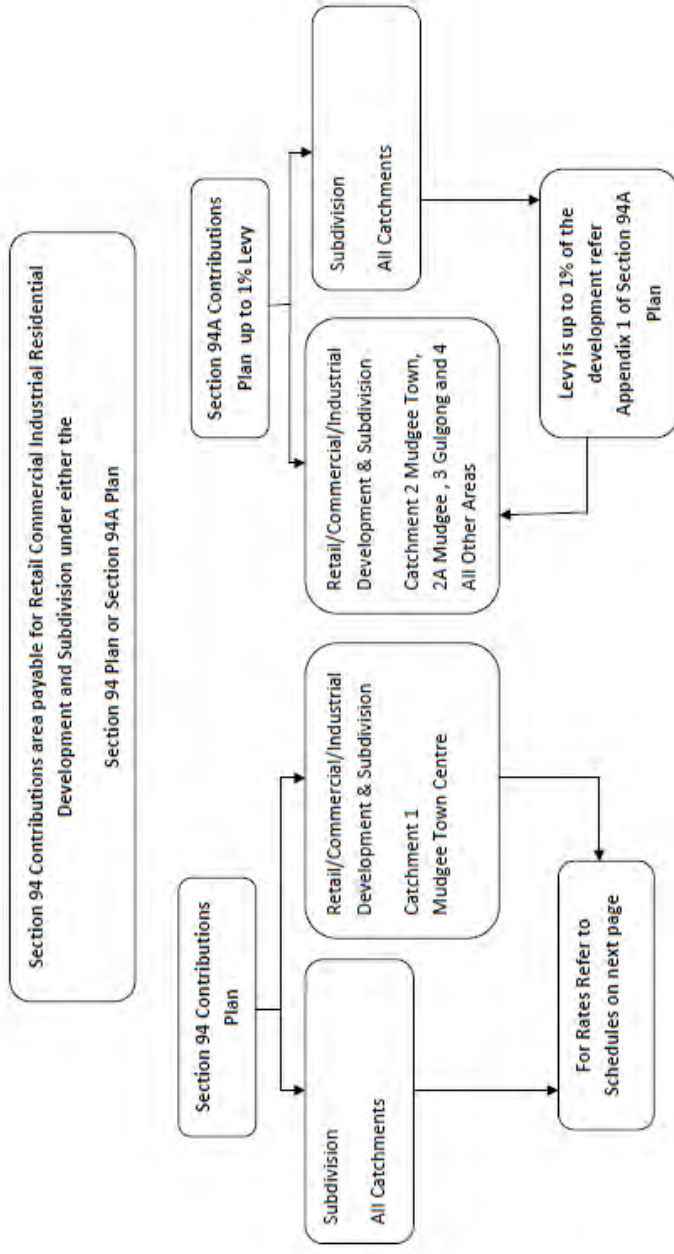 Section 94 Contributions area payable for Retail Commercial Industrial Residential
Development and Subdivision under either the
Section 94 Plan or Section 94A Plan
Section 94 Contributions
Plan
Subdivision
All Catchments
Retail/Commercial/Industrial
Development & Subdivision
Catchment 1
Mudgee Town Centre
For Rates Refer to
Schedules on next page
Section 94A Contributions
Plan up to 1% Levy
Retail/Commercial/Industrial
Development & Subdivision
Catchment 2 Mudgee Town,
2A Mudgee , 3 Gulgong and 4
All Other Areas
Subdivision
All Catchments
Levy is up to 1% of the
development refer
Appendix 1 of Section 94A
Plan